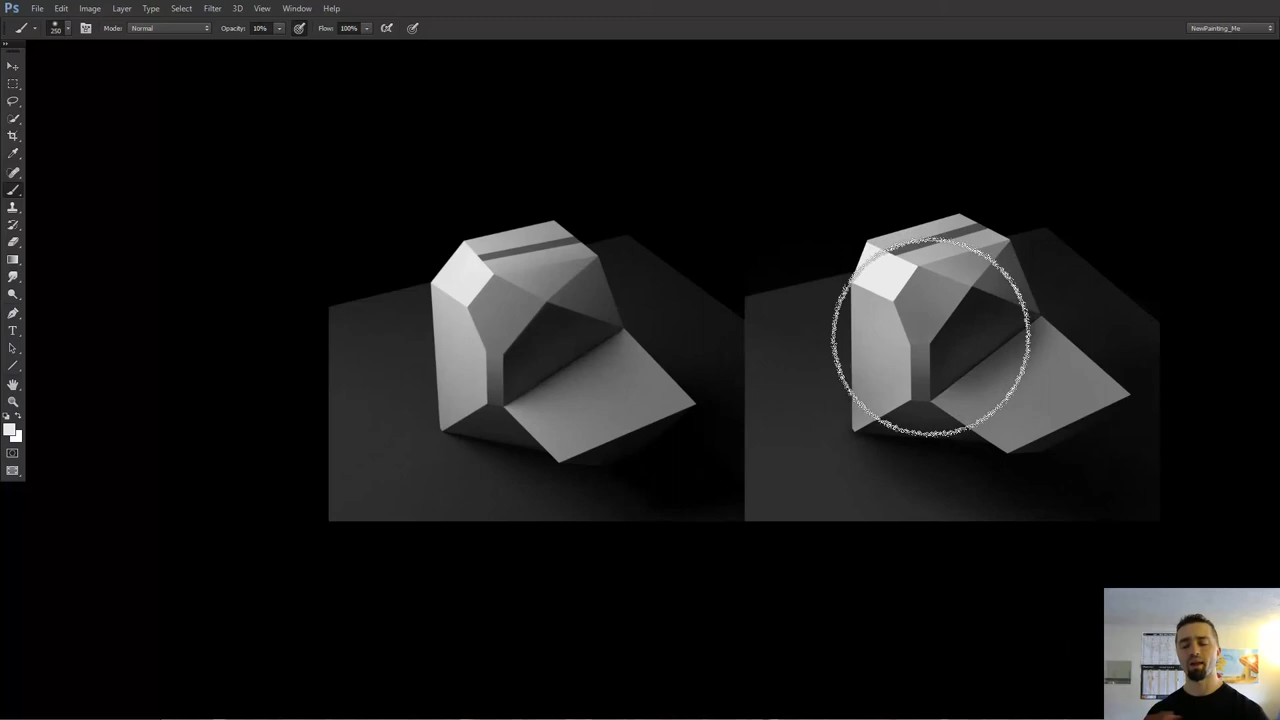 Ps File Edit Image Layer Type Select Filter 3D View Window Help
250 Mode: Normal Opacity: 10% Flow: 100% NewPainting_Me